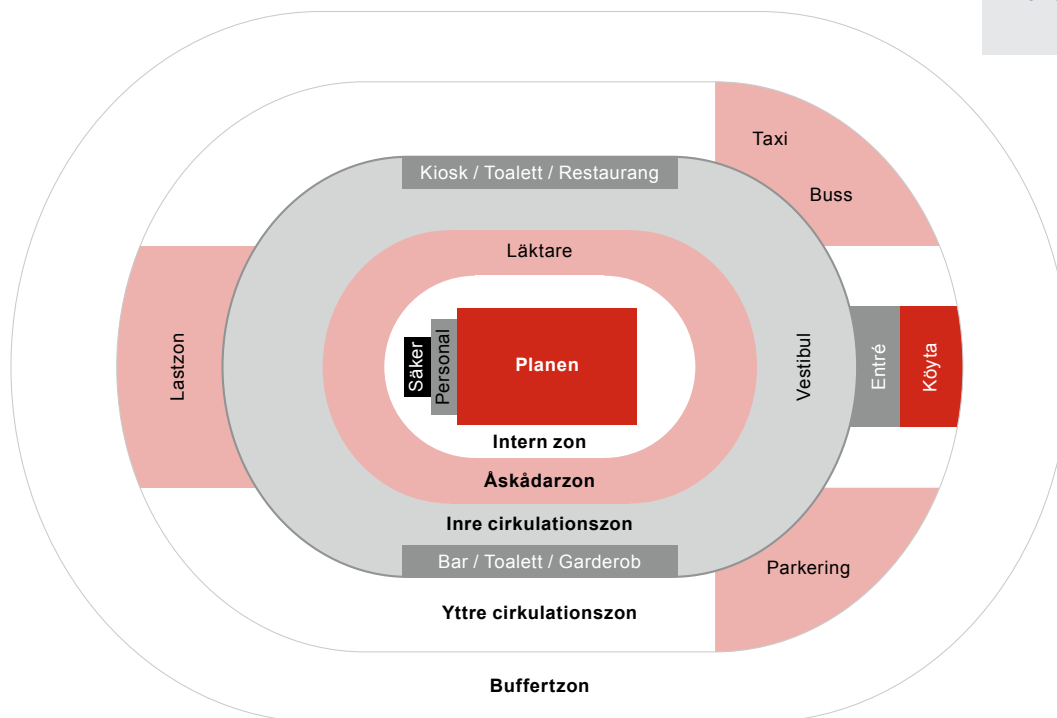 Taxi
Buss
Kiosk / Toalett / Restaurang
Läktare
Lastzon
Säker
Personal
Planen
Vestibul
Entré
Köyta
Intern zon
Åskådarzon
Inre cirkulationszon
Bar / Toalett / Garderob
Parkering
Yttre cirkulationszon
Buffertzon